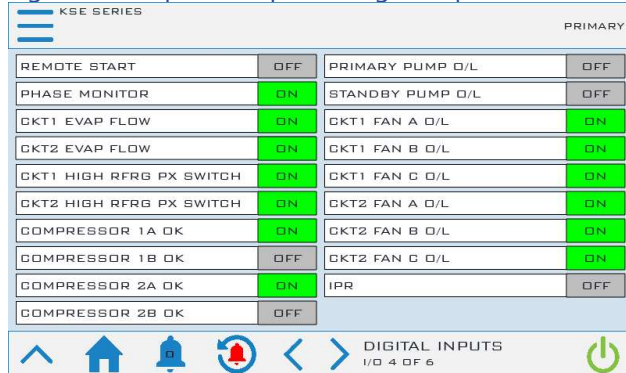 KSE SERIES
PRIMARY
REMOTE START OFF PRIMARY PUMP O/L OFF
PHASE MONITOR ON STANDBY PUMP O/L OFF
CKT1 EVAP FLOW ON CKT1 FAN A O/L ON
CKT2 EVAP FLOW ON CKT1 FAN B O/L ON
CKT1 HIGH RFRG PX SWITCH ON CKT1 FAN C O/L ON
CKT2 HIGH RFRG PX SWITCH ON CKT2 FAN A O/L ON
COMPRESSOR 1A OK ON CKT2 FAN B O/L ON
COMPRESSOR 1B OK OFF CKT2 FAN C O/L ON
COMPRESSOR 2A OK ON IPR OFF
COMPRESSOR 2B OK OFF
0 DIGITAL INPUTS
I/O 4 OF 6